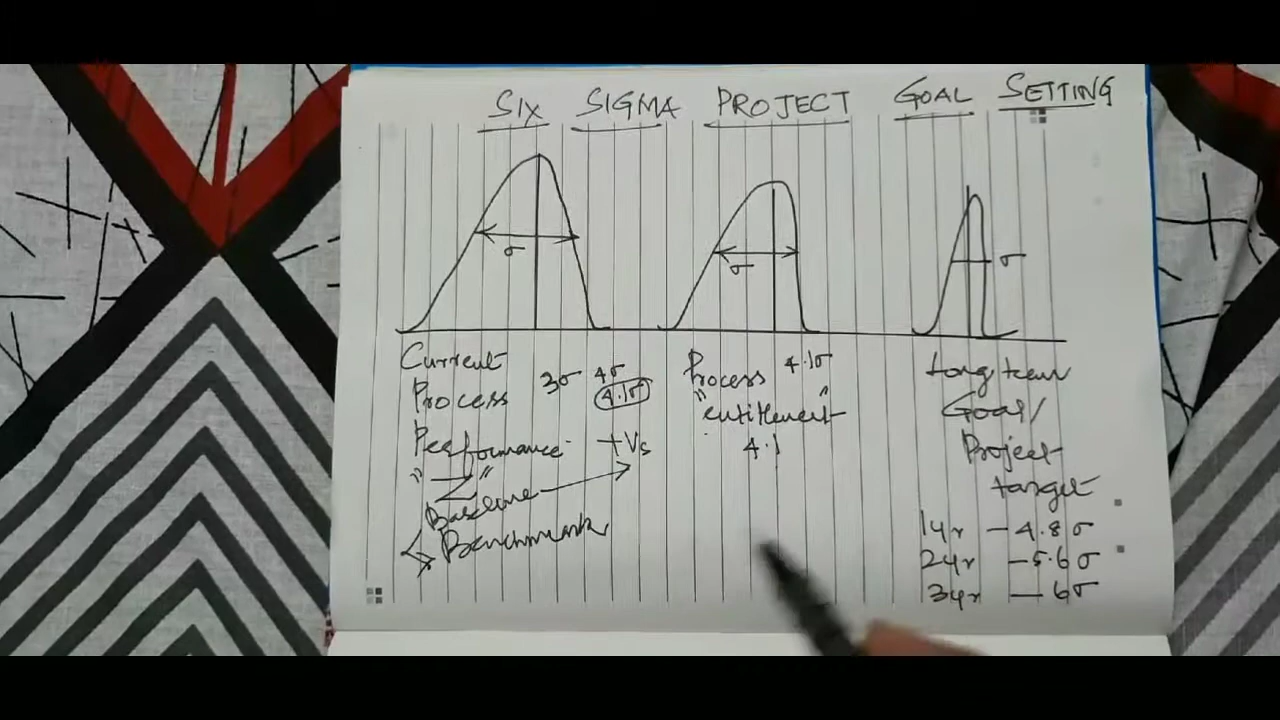 SIX SIGMA PROJECT GOAL SETTING
σ
σ
σ
Current
Process 3σ 4σ
4.1σ
Performance +Vs
"Z"
Baseline
Benchmark
Process 4.1σ
"entitlement"
4.1
Long term
Goal/
Project
target
1yr – 4.8σ
2yr – 5.6σ
3yr – 6σ